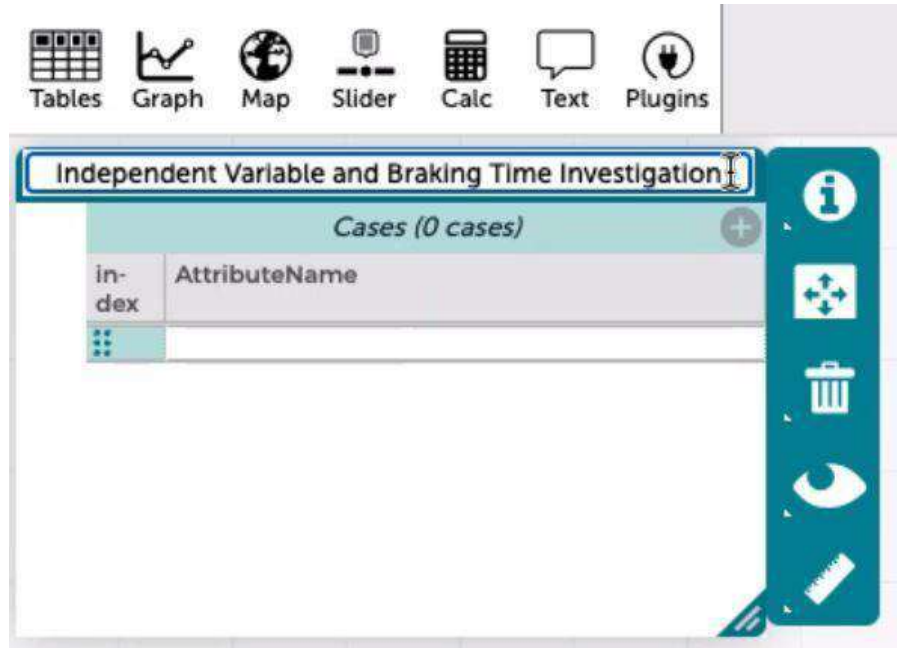 Tables Graph Map Slider Calc Text Plugins
Independent Variable and Braking Time Investigation
Cases (0 cases)
in-
dex
AttributeName